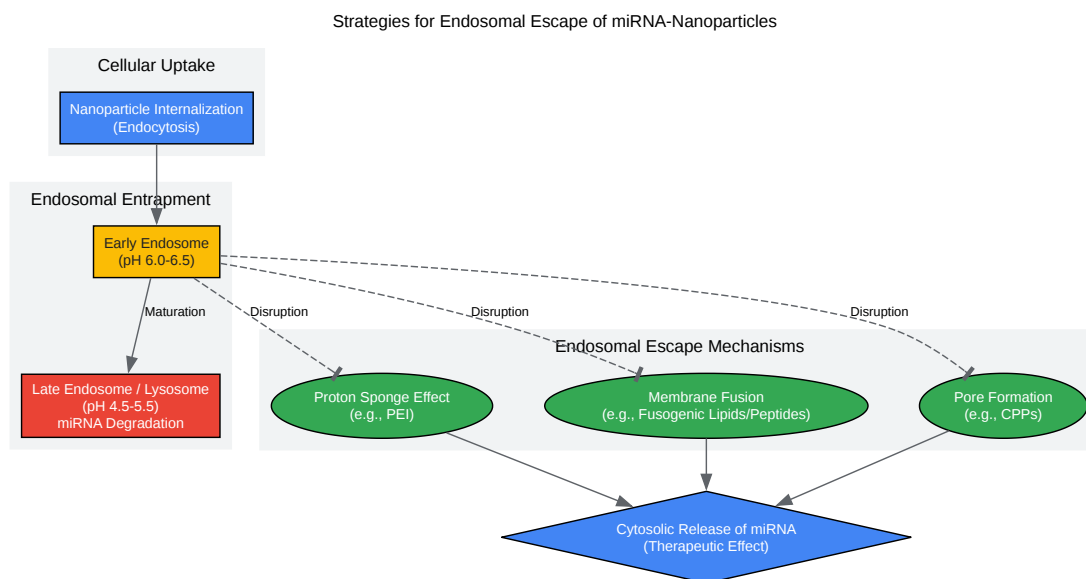 Strategies for Endosomal Escape of miRNA-Nanoparticles
Cellular Uptake
Nanoparticle Internalization
(Endocytosis)
Endosomal Entrapment
Early Endosome
(pH 6.0-6.5)
Maturation
Disruption
Disruption
Disruption
Endosomal Escape Mechanisms
Late Endosome / Lysosome
(pH 4.5-5.5)
miRNA Degradation
Proton Sponge Effect
(e.g., PEI)
Membrane Fusion
(e.g., Fusogenic Lipids/Peptides)
Pore Formation
(e.g., CPPs)
Cytosolic Release of miRNA
(Therapeutic Effect)